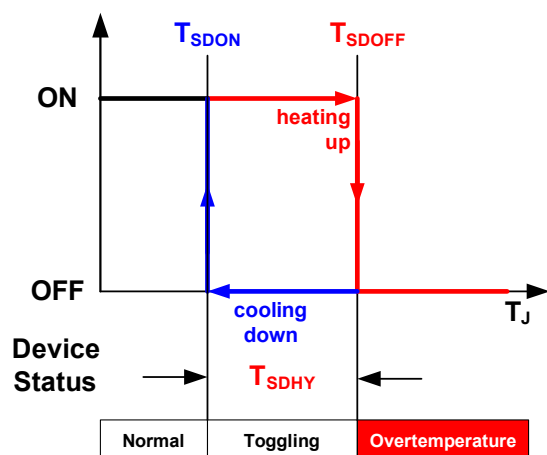 TSDON
TSDOFF
ON
heating
up
OFF
cooling
down
TJ
Device
Status
TSDHY
Normal
Toggling
Overtemperature